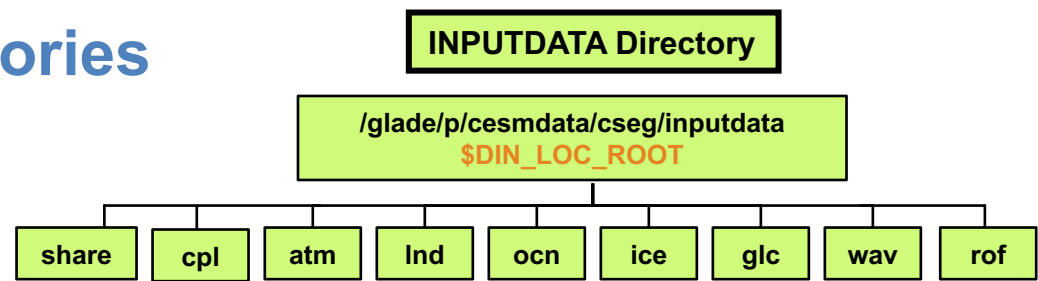 ories
INPUTDATA Directory
/glade/p/cesmdata/cseg/inputdata
$DIN_LOC_ROOT
share cpl atm lnd ocn ice glc wav rof